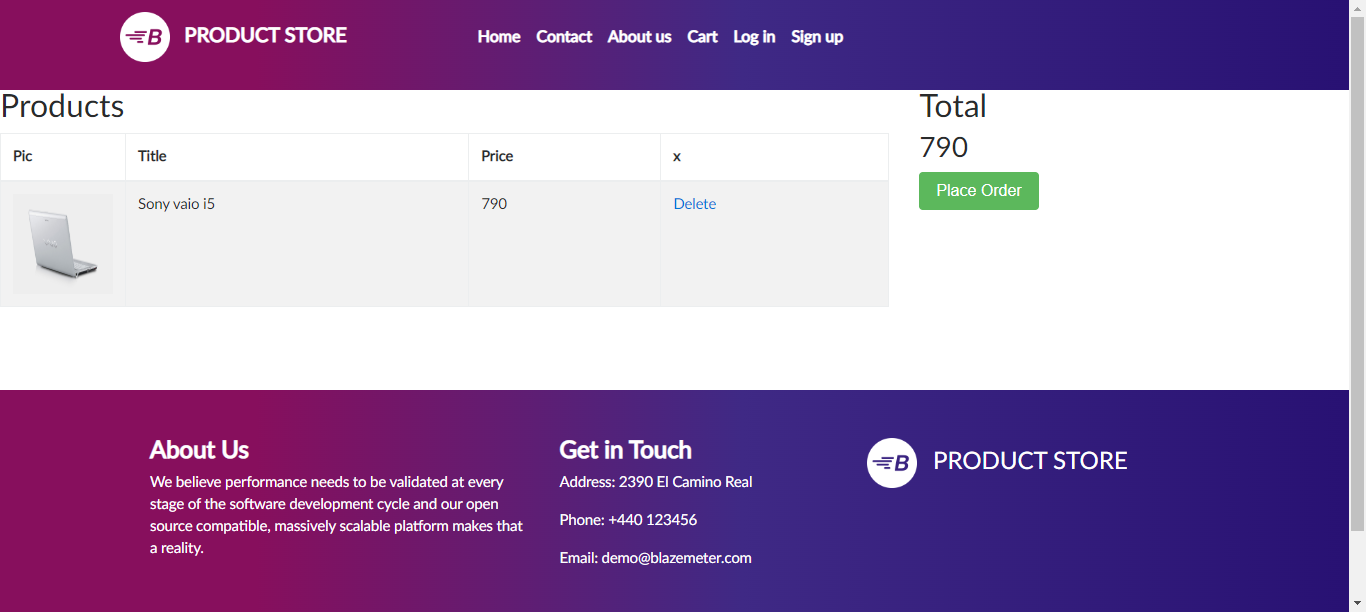 B PRODUCT STORE Home Contact About us Cart Log in Sign up
Products
Total
790
Place Order
Pic Title Price x
Sony vaio i5 790 Delete
About Us
We believe performance needs to be validated at every
stage of the software development cycle and our open
source compatible, massively scalable platform makes that
a reality.
Get in Touch
Address: 2390 El Camino Real
Phone: +440 123456
Email: demo@blazemeter.com
B PRODUCT STORE